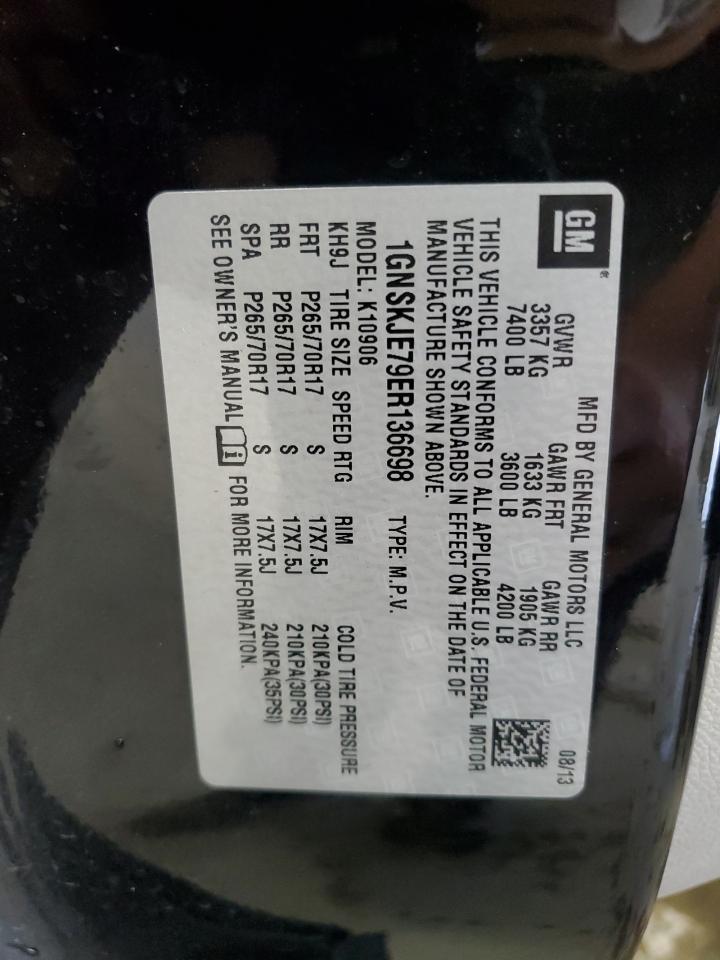 GM®
MFD BY GENERAL MOTORS LLC 08/13
GVWR GAWR FRT GAWR RR
3357 KG 1633 KG 1905 KG
7400 LB 3600 LB 4200 LB
THIS VEHICLE CONFORMS TO ALL APPLICABLE U.S. FEDERAL MOTOR
VEHICLE SAFETY STANDARDS IN EFFECT ON THE DATE OF
MANUFACTURE SHOWN ABOVE.
1GNSKJE79ER136698 TYPE: M.P.V.
MODEL: K10906
KH9J TIRE SIZE SPEED RTG RIM COLD TIRE PRESSURE
FRT P265/70R17 S 17X7.5J 210KPA(30PSI)
RR P265/70R17 S 17X7.5J 210KPA(30PSI)
SPA P265/70R17 S 17X7.5J 240KPA(35PSI)
SEE OWNER'S MANUAL i FOR MORE INFORMATION.